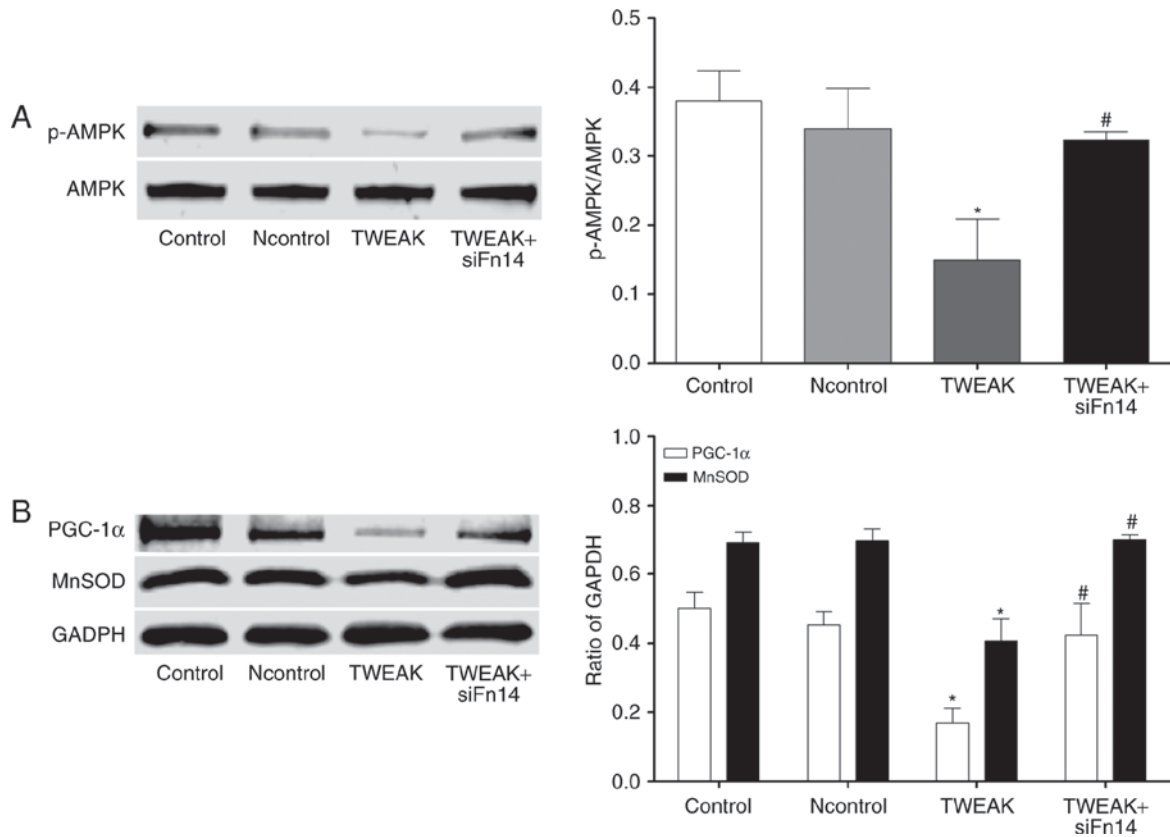 A
p-AMPK
AMPK
Control Ncontrol TWEAK TWEAK+
siFn14
0.5
0.4
0.3
0.2
0.1
0.0
p-AMPK/AMPK
*
#
Control Ncontrol TWEAK TWEAK+
siFn14
B
PGC-1α
MnSOD
GADPH
Control Ncontrol TWEAK TWEAK+
siFn14
1.0
0.8
0.6
0.4
0.2
0.0
Ratio of GAPDH
PGC-1α
MnSOD
*
*
#
#
Control Ncontrol TWEAK TWEAK+
siFn14